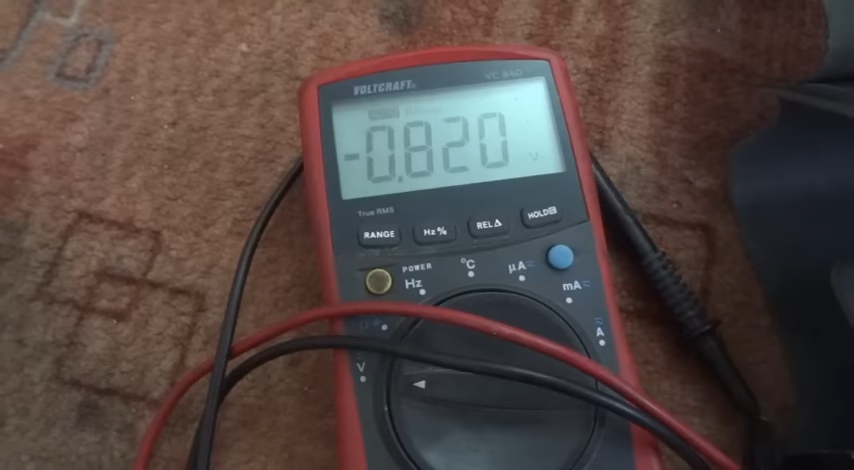 VOLTCRAFT®
VC 840
-0.820
V
True RMS
RANGE
Hz %
REL Δ
HOLD
POWER
Hz
°C
µA
mA
A
Ω
V